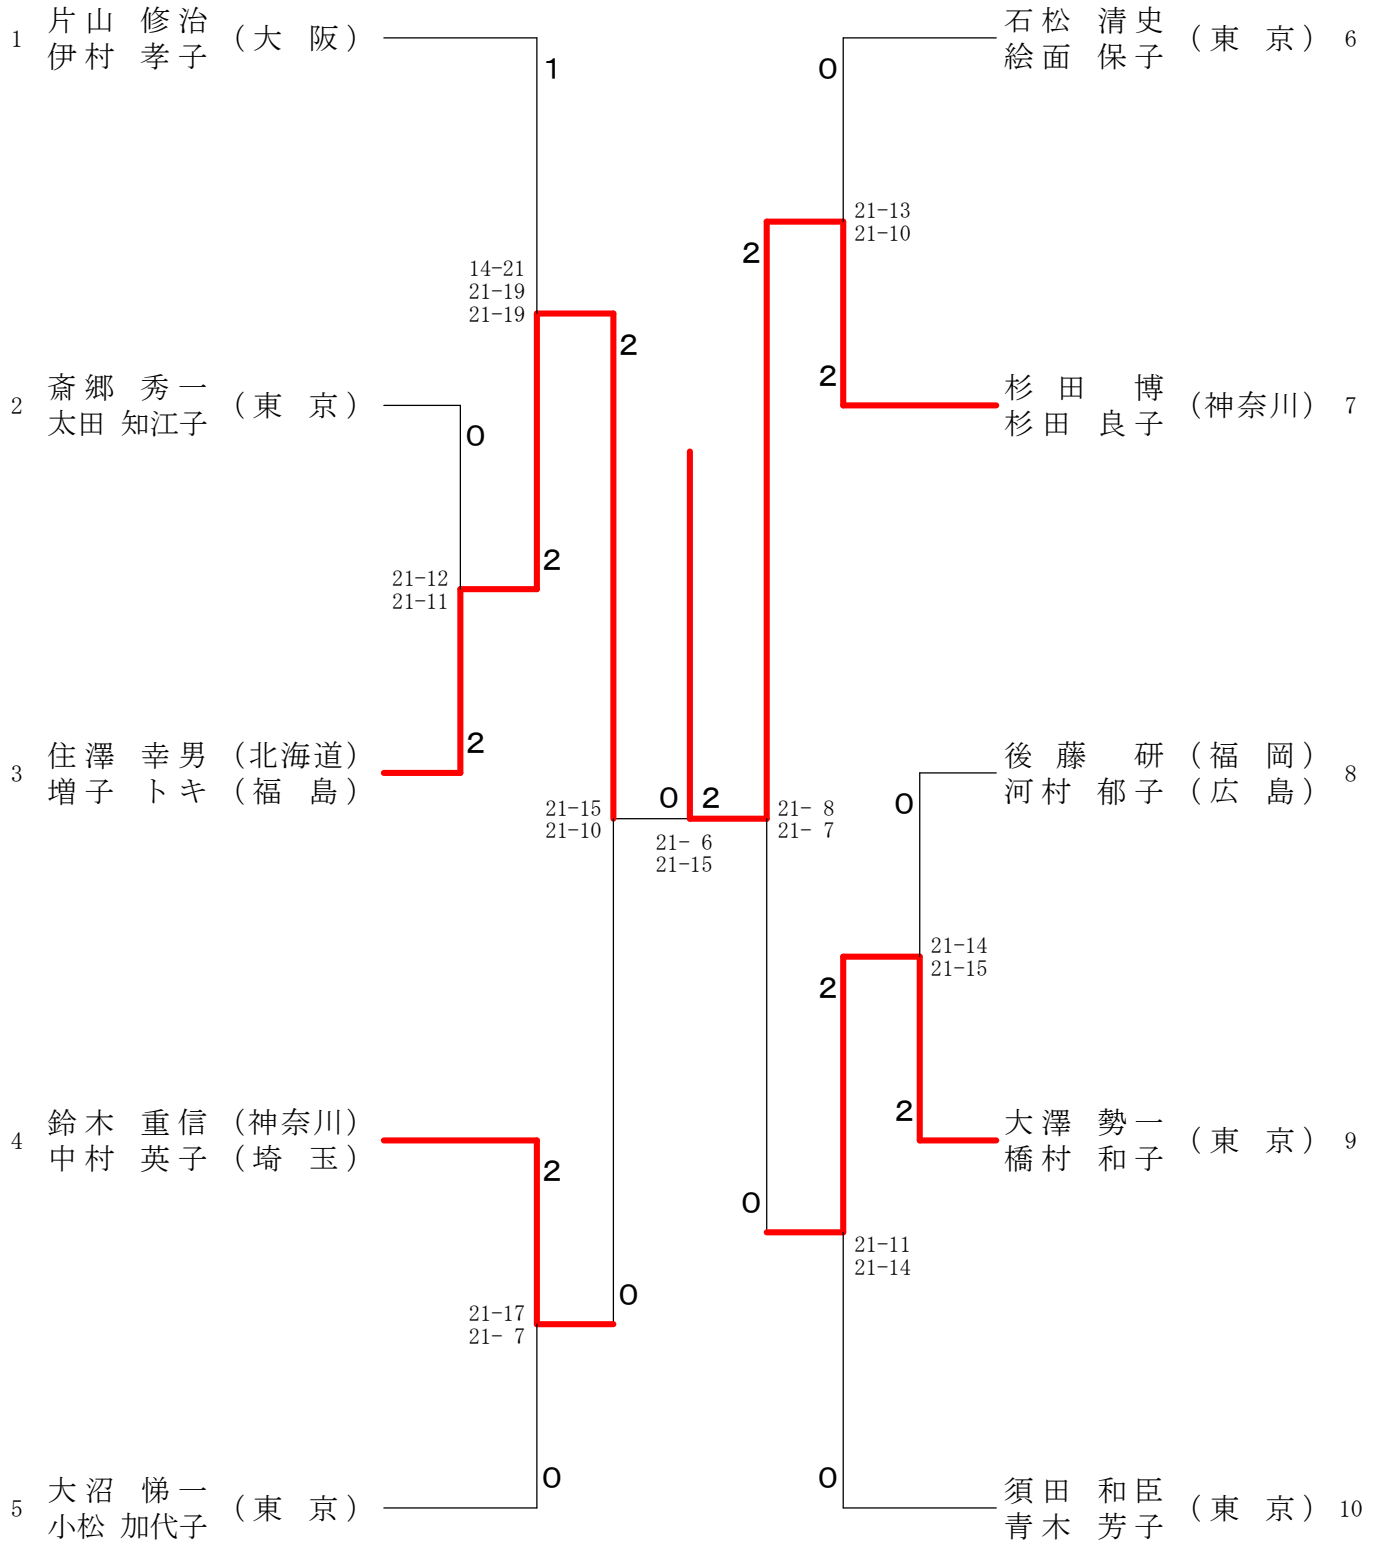 1 片山 修治 (大 阪)
伊村 孝子
1
14-21
21-19
21-19
2
2 斎郷 秀一 (東 京)
太田 知江子
0
2
21-12
21-11
2
3 住澤 幸男 (北海道)
増子 トキ (福 島)
21-15
21-10
0 2
21- 6
21-15
4 鈴木 重信 (神奈川)
中村 英子 (埼 玉)
2
0
21-17
21- 7
0
5 大沼 悌一 (東 京)
小松 加代子
石松 清史 (東 京) 6
絵面 保子
0
21-13
21-10
2
2
杉田 博 (神奈川) 7
杉田 良子
後藤 研 (福 岡) 8
河村 郁子 (広 島)
0
21- 8
21- 7
21-14
21-15
2
2
大澤 勢一 (東 京) 9
橋村 和子
0
21-11
21-14
0
須田 和臣 (東 京) 10
青木 芳子